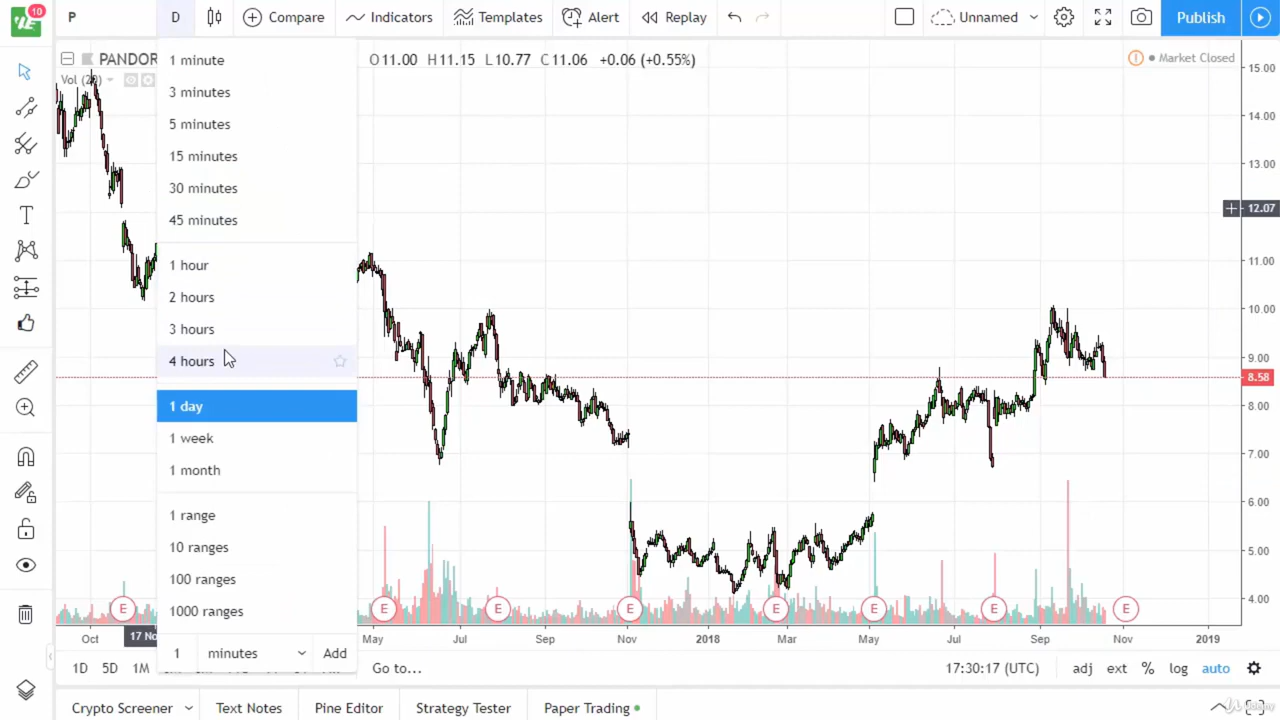 10
P
D
Compare
Indicators
Templates
Alert
Replay
Unnamed
Publish
PANDOR
O11.00 H11.15 L10.77 C11.06 +0.06 (+0.55%)
Market Closed
Vol (20)
1 minute
3 minutes
5 minutes
15 minutes
30 minutes
45 minutes
1 hour
2 hours
3 hours
4 hours
1 day
1 week
1 month
1 range
10 ranges
100 ranges
1000 ranges
1 minutes Add
15.00
14.00
13.00
12.07
11.00
10.00
9.00
8.58
8.00
7.00
6.00
5.00
4.00
E E E E E E E E
Oct 17 No May Jul Sep Nov 2018 Mar May Jul Sep Nov 2019
1D 5D 1M Go to... 17:30:17 (UTC) adj ext % log auto
Crypto Screener Text Notes Pine Editor Strategy Tester Paper Trading
Udemy